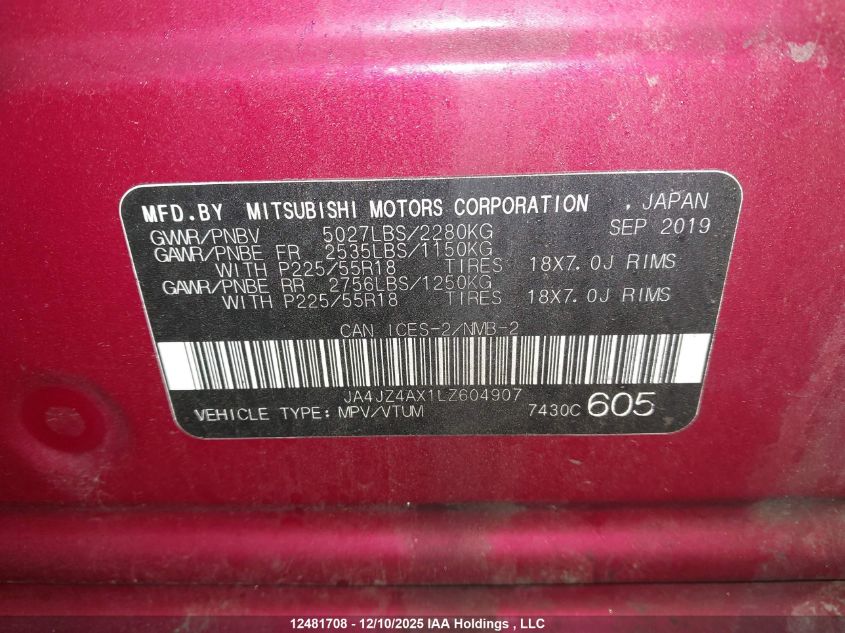 MFD.BY MITSUBISHI MOTORS CORPORATION , JAPAN
GVWR/PNBV 5027LBS/2280KG SEP 2019
GAWR/PNBE FR 2535LBS/1150KG
WITH P225/55R18 TIRES 18X7.0J RIMS
GAWR/PNBE RR 2756LBS/1250KG
WITH P225/55R18 TIRES 18X7.0J RIMS
CAN ICES-2/NMB-2
JA4JZ4AX1LZ604907
VEHICLE TYPE: MPV/VTUM 7430C 605
12481708 - 12/10/2025 IAA Holdings , LLC